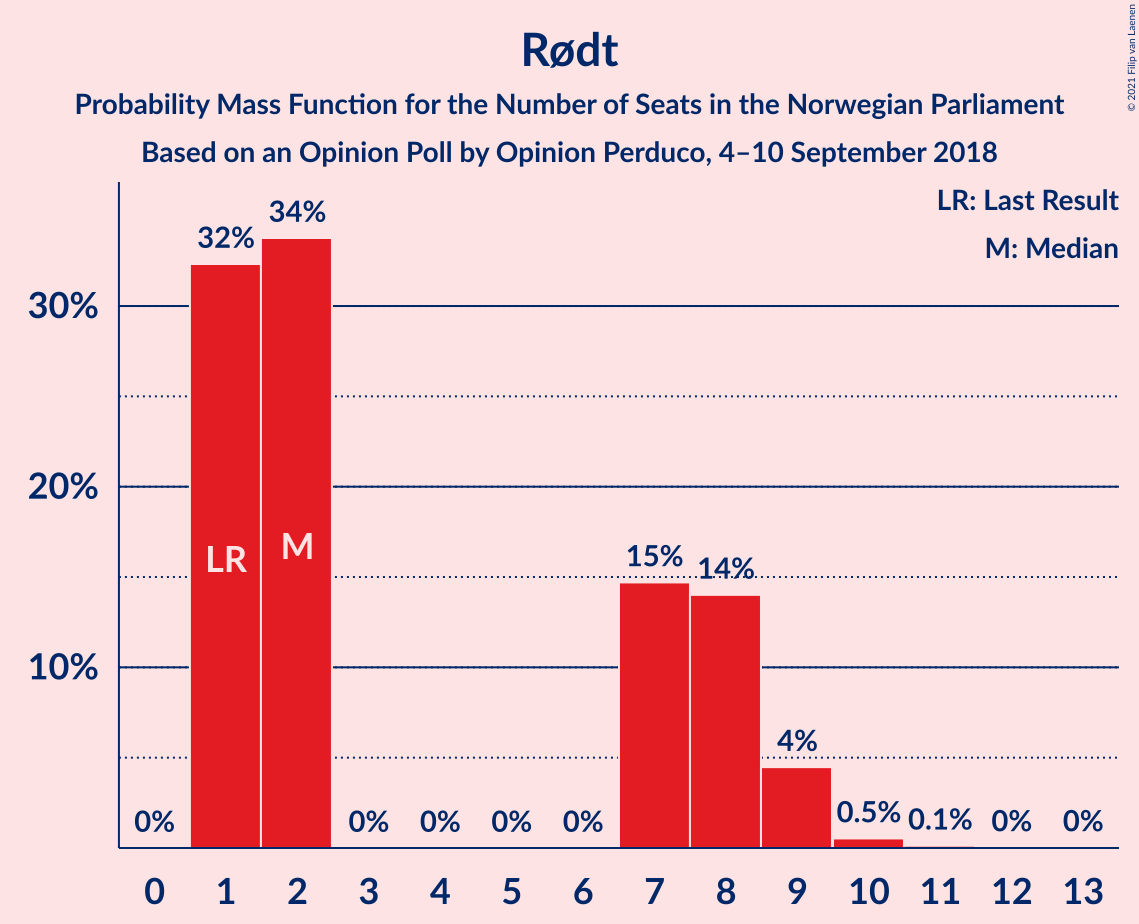 Rødt
Probability Mass Function for the Number of Seats in the Norwegian Parliament
Based on an Opinion Poll by Opinion Perduco, 4–10 September 2018
© 2021 Filip van Laenen
LR: Last Result
M: Median
34%
32%
30%
20%
LR
M
15%
14%
10%
4%
0%
0%
0%
0%
0%
0.5%
0.1%
0%
0%
0 1 2 3 4 5 6 7 8 9 10 11 12 13